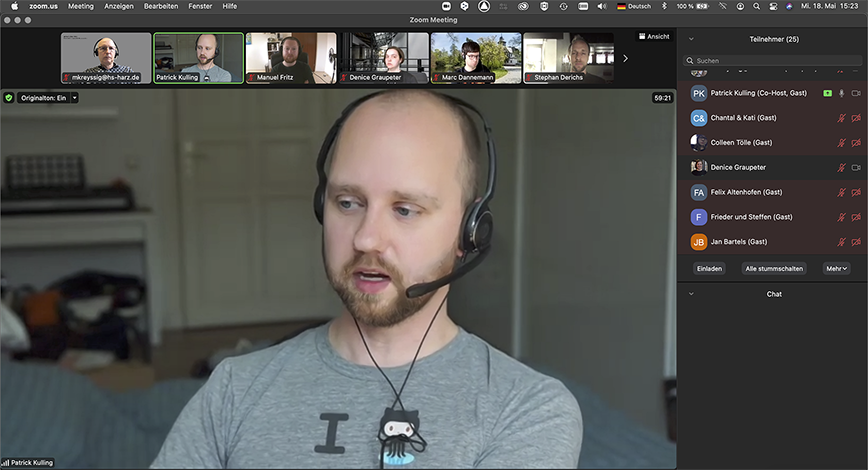 zoom.us Meeting Anzeigen Bearbeiten Fenster Hilfe
Deutsch 100 % Mi. 18. Mai 15:23
Zoom Meeting
Ansicht
mkreyssig@hs-harz.de
Patrick Kulling
Manuel Fritz
Denice Graupeter
Marc Dannemann
Stephan Derichs
Originalton: Ein
59:21
I
Patrick Kulling
Teilnehmer (25)
Suchen
PK Patrick Kulling (Co-Host, Gast)
C& Chantal & Kati (Gast)
Colleen Tölle (Gast)
Denice Graupeter
FA Felix Altenhofen (Gast)
F Frieder und Steffen (Gast)
JB Jan Bartels (Gast)
Einladen Alle stummschalten Mehr
Chat